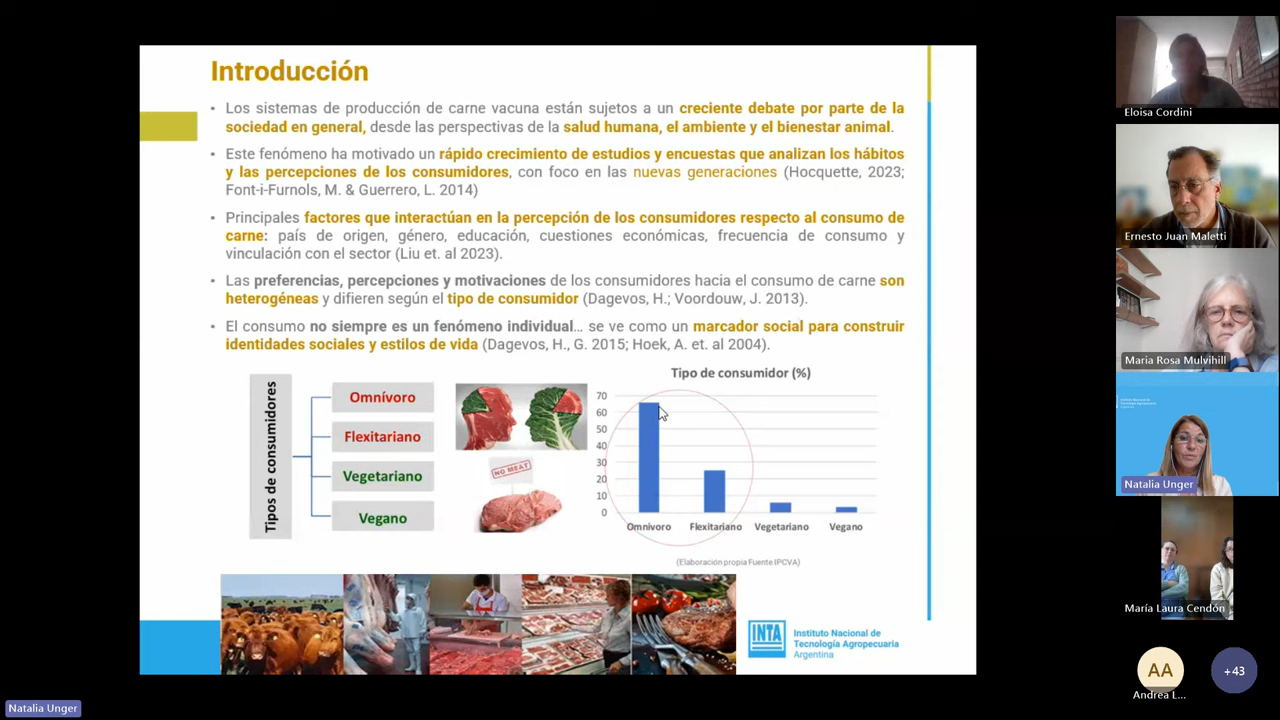 Introducción
• Los sistemas de producción de carne vacuna están sujetos a un creciente debate por parte de la
sociedad en general, desde las perspectivas de la salud humana, el ambiente y el bienestar animal.
• Este fenómeno ha motivado un rápido crecimiento de estudios y encuestas que analizan los hábitos
y las percepciones de los consumidores, con foco en las nuevas generaciones (Hocquette, 2023;
Font-i-Furnols, M. & Guerrero, L. 2014)
• Principales factores que interactúan en la percepción de los consumidores respecto al consumo de
carne: país de origen, género, educación, cuestiones económicas, frecuencia de consumo y
vinculación con el sector (Liu et. al 2023).
• Las preferencias, percepciones y motivaciones de los consumidores hacia el consumo de carne son
heterogéneas y difieren según el tipo de consumidor (Dagevos, H.; Voordouw, J. 2013).
• El consumo no siempre es un fenómeno individual… se ve como un marcador social para construir
identidades sociales y estilos de vida (Dagevos, H., G. 2015; Hoek, A. et. al 2004).
Tipos de consumidores
Omnívoro
Flexitariano
Vegetariano
Vegano
NO MEAT
Tipo de consumidor (%)
70
60
50
40
30
20
10
0
Omnivoro Flexitariano Vegetariano Vegano
(Elaboración propia Fuente IPCVA)
INTA
Instituto Nacional de
Tecnología Agropecuaria
Argentina
Eloisa Cordini
Ernesto Juan Maletti
Maria Rosa Mulvihill
Instituto Nacional de
Tecnología Agropecuaria
Natalia Unger
María Laura Cendón
AA
Andrea L...
+43
Natalia Unger